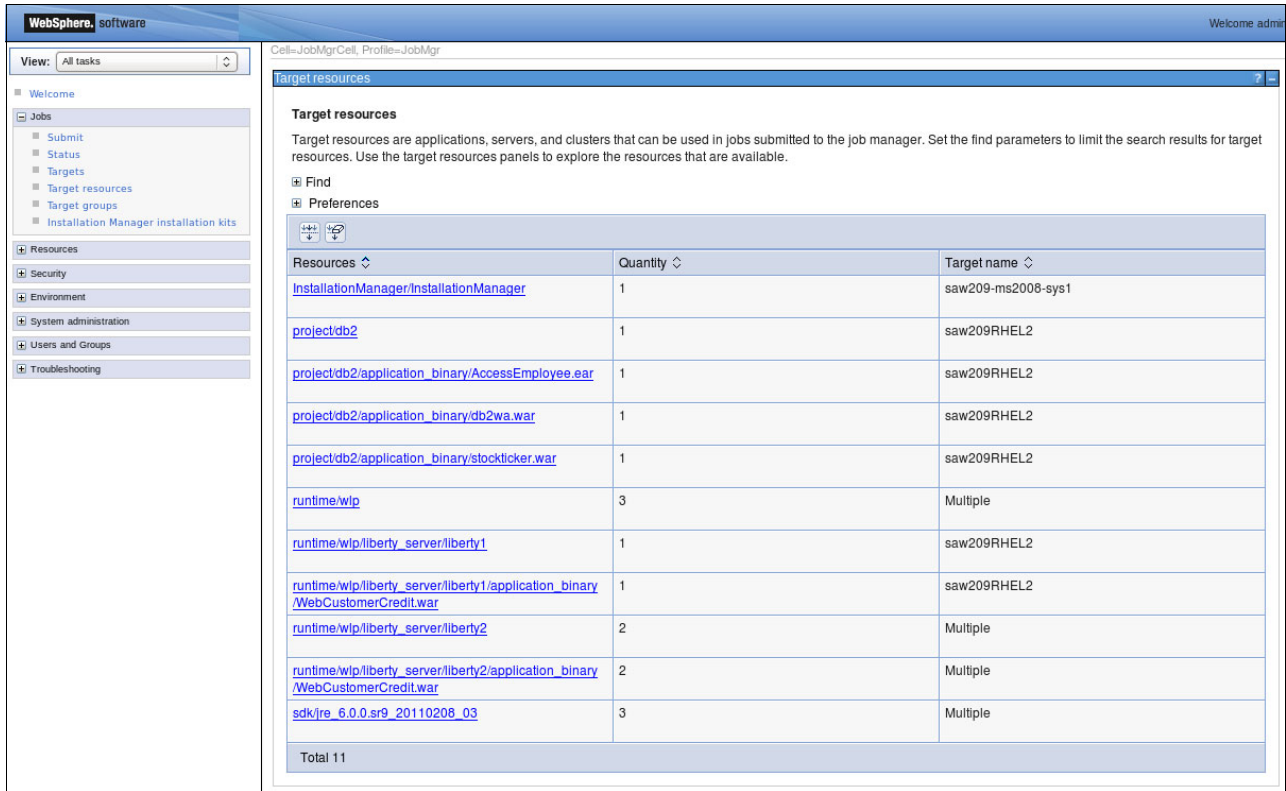 WebSphere. software
Welcome admin
View: All tasks
Cell=JobMgrCell, Profile=JobMgr
Welcome
Jobs
Submit
Status
Targets
Target resources
Target groups
Installation Manager installation kits
Resources
Security
Environment
System administration
Users and Groups
Troubleshooting
Target resources ? –
Target resources
Target resources are applications, servers, and clusters that can be used in jobs submitted to the job manager. Set the find parameters to limit the search results for target
resources. Use the target resources panels to explore the resources that are available.
Find
Preferences
Resources Quantity Target name
InstallationManager/InstallationManager 1 saw209-ms2008-sys1
project/db2 1 saw209RHEL2
project/db2/application_binary/AccessEmployee.ear 1 saw209RHEL2
project/db2/application_binary/db2wa.war 1 saw209RHEL2
project/db2/application_binary/stockticker.war 1 saw209RHEL2
runtime/wlp 3 Multiple
runtime/wlp/liberty_server/liberty1 1 saw209RHEL2
runtime/wlp/liberty_server/liberty1/application_binary 1 saw209RHEL2
/WebCustomerCredit.war
runtime/wlp/liberty_server/liberty2 2 Multiple
runtime/wlp/liberty_server/liberty2/application_binary 2 Multiple
/WebCustomerCredit.war
sdk/jre_6.0.0.sr9_20110208_03 3 Multiple
Total 11